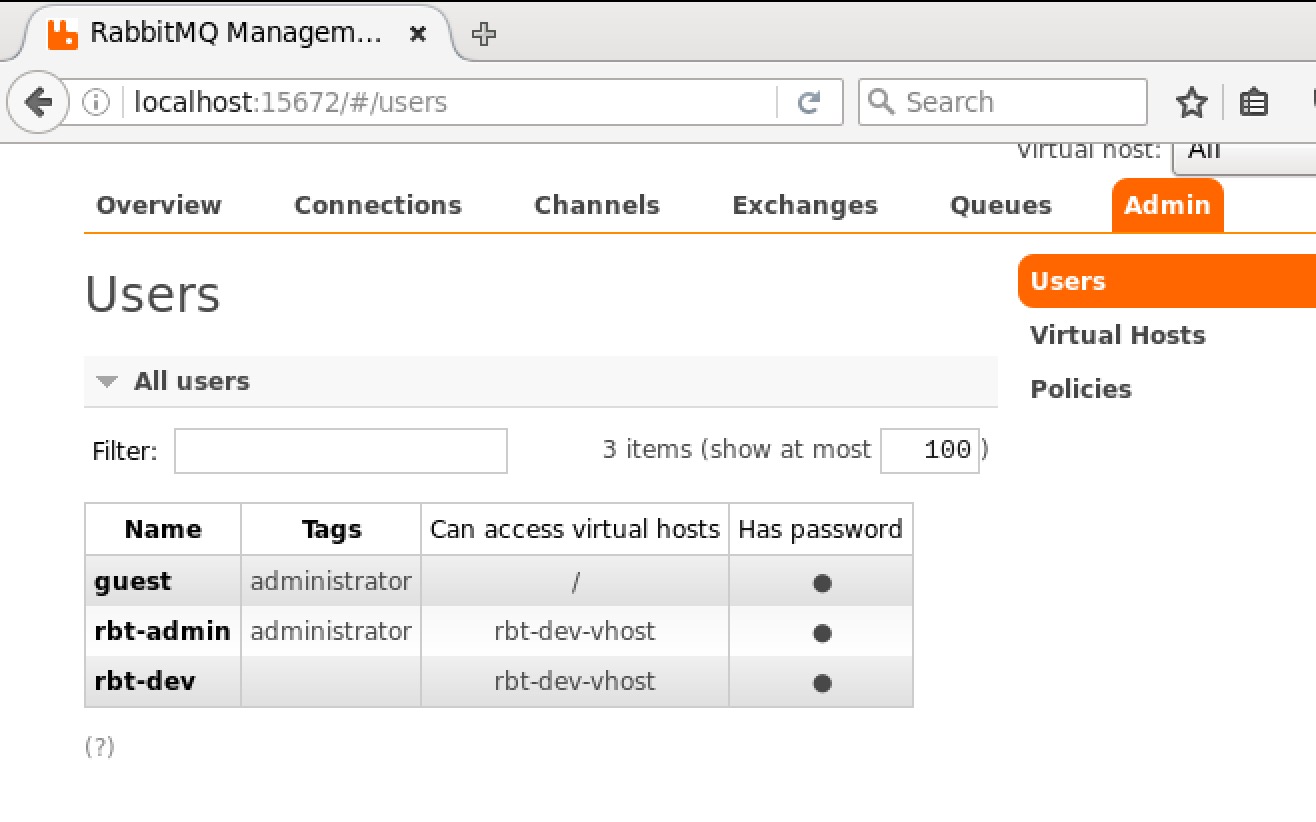 RabbitMQ Managem...
localhost:15672/#/users
Search
Virtual host: All
Overview Connections Channels Exchanges Queues Admin
Users
Users
Virtual Hosts
Policies
All users
Filter: 3 items (show at most 100 )
Name Tags Can access virtual hosts Has password
guest administrator / ●
rbt-admin administrator rbt-dev-vhost ●
rbt-dev rbt-dev-vhost ●
(?)